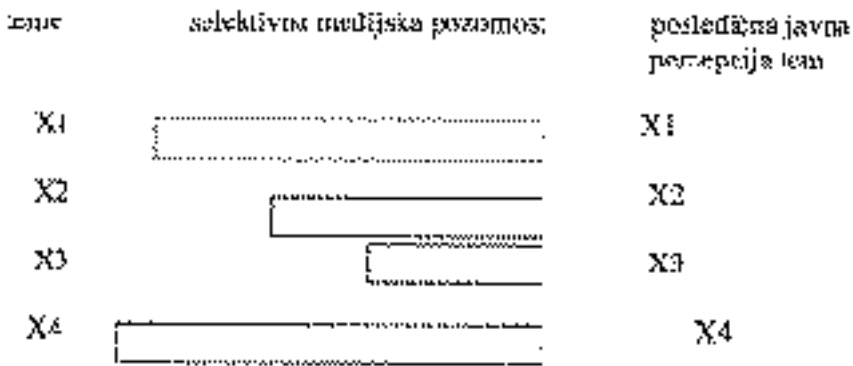 teme selektivna medijska pozornost posledična javna
percepcija tem
X1 X1
X2 X2
X3 X3
X4 X4